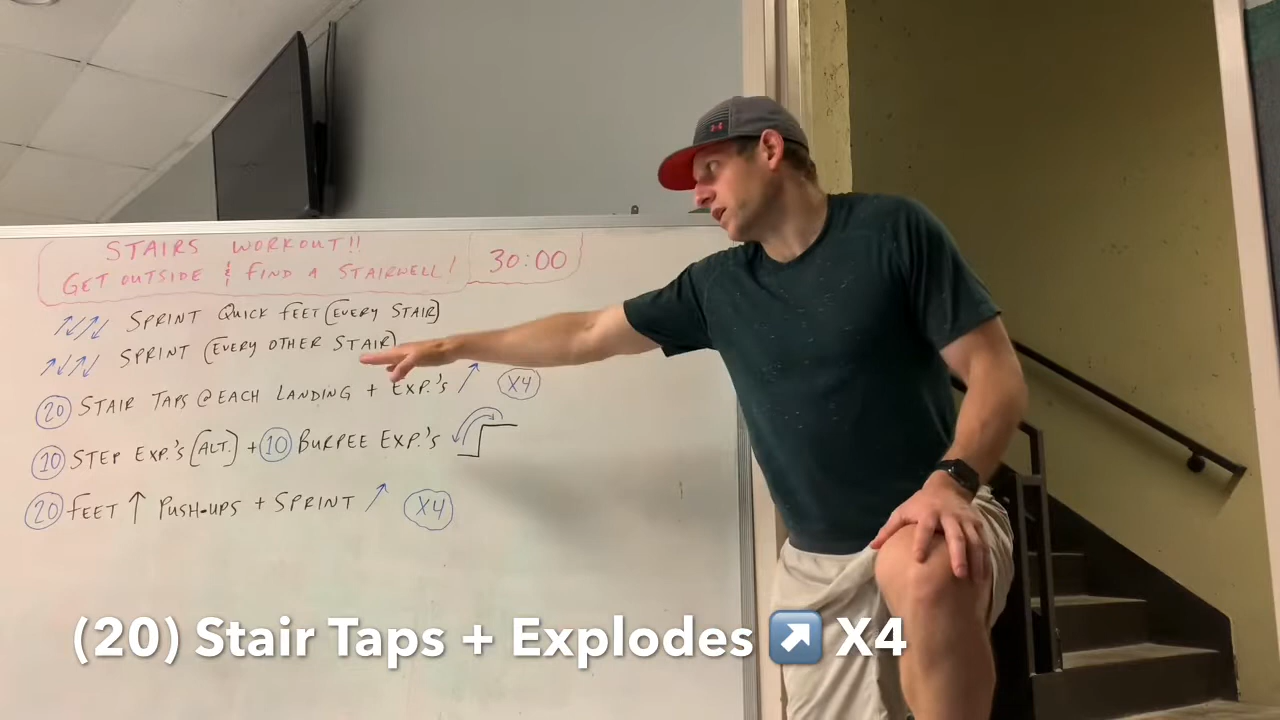 STAIRS WORKOUT!!
GET OUTSIDE & FIND A STAIRWELL!
30:00
↑↓↑↓ SPRINT QUICK FEET (EVERY STAIR)
↑↓↑↓ SPRINT (EVERY OTHER STAIR)
20 STAIR TAPS @ EACH LANDING + EXP.'S ↗ X4
10 STEP EXP.'S (ALT.) + 10 BURPEE EXP.'S
20 FEET ↑ PUSH-UPS + SPRINT ↗ X4
(20) Stair Taps + Explodes ↗️ X4